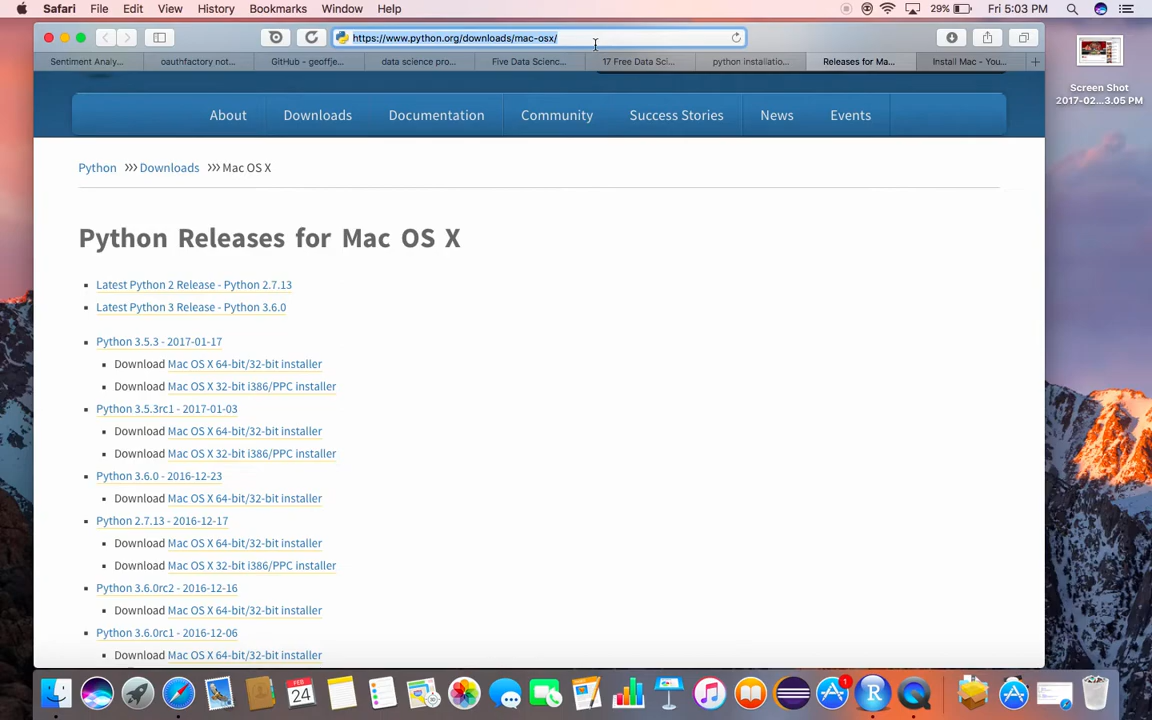 Safari File Edit View History Bookmarks Window Help 29% Fri 5:03 PM
https://www.python.org/downloads/mac-osx/
Sentiment Analy... oauthfactory not... GitHub - geoffje... data science pro... Five Data Scienc... 17 Free Data Sci... python installatio... Releases for Ma... Install Mac - You...
Screen Shot
2017-02...3.05 PM
About Downloads Documentation Community Success Stories News Events
Python >>> Downloads >>> Mac OS X
Python Releases for Mac OS X
Latest Python 2 Release - Python 2.7.13
Latest Python 3 Release - Python 3.6.0
Python 3.5.3 - 2017-01-17
Download Mac OS X 64-bit/32-bit installer
Download Mac OS X 32-bit i386/PPC installer
Python 3.5.3rc1 - 2017-01-03
Download Mac OS X 64-bit/32-bit installer
Download Mac OS X 32-bit i386/PPC installer
Python 3.6.0 - 2016-12-23
Download Mac OS X 64-bit/32-bit installer
Python 2.7.13 - 2016-12-17
Download Mac OS X 64-bit/32-bit installer
Download Mac OS X 32-bit i386/PPC installer
Python 3.6.0rc2 - 2016-12-16
Download Mac OS X 64-bit/32-bit installer
Python 3.6.0rc1 - 2016-12-06
Download Mac OS X 64-bit/32-bit installer
FEB
24
1
R